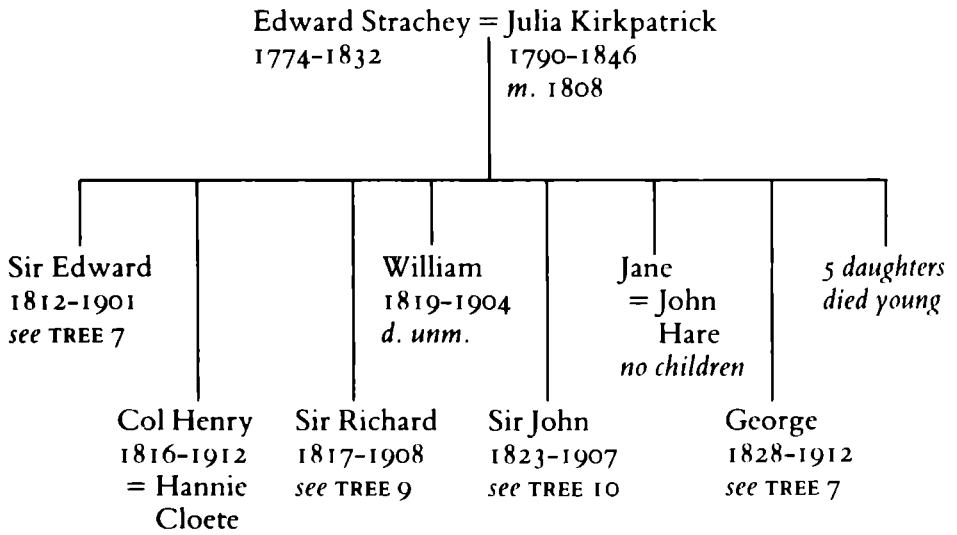 Edward Strachey = Julia Kirkpatrick
1774–1832 1790–1846
m. 1808
Sir Edward
1812–1901
see TREE 7
William
1819–1904
d. unm.
Jane
= John
Hare
no children
5 daughters
died young
Col Henry
1816–1912
= Hannie
Cloete
Sir Richard
1817–1908
see TREE 9
Sir John
1823–1907
see TREE 10
George
1828–1912
see TREE 7